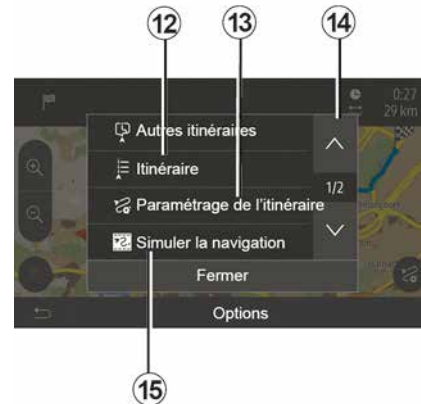 12 13 14
0:27
29 km
Autres itinéraires
Itinéraire
1/2
Paramétrage de l'itinéraire
Simuler la navigation
Fermer
Options
15